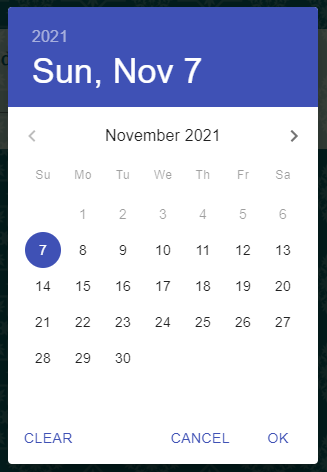 2021
Sun, Nov 7
November 2021
Su Mo Tu We Th Fr Sa
1 2 3 4 5 6
7 8 9 10 11 12 13
14 15 16 17 18 19 20
21 22 23 24 25 26 27
28 29 30
CLEAR CANCEL OK